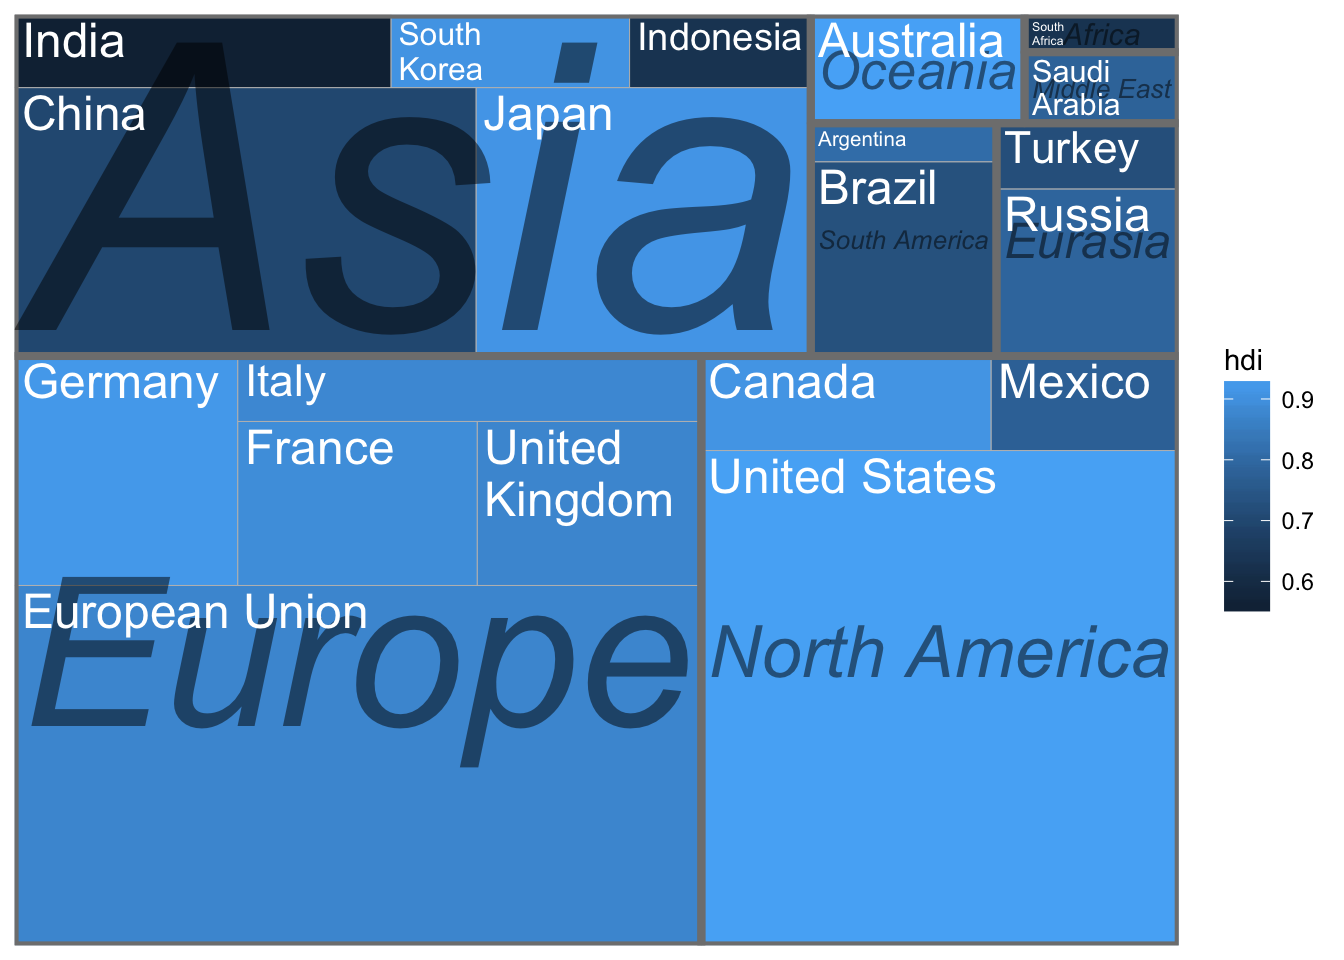 India
South
Korea
Indonesia
China
Japan
Asia
Australia
Oceania
South
Africa
Africa
Saudi
Arabia
Middle East
Argentina
Brazil
South America
Turkey
Russia
Eurasia
Germany
Italy
France
United
Kingdom
European Union
Europe
Canada
Mexico
United States
North America
hdi
0.9
0.8
0.7
0.6